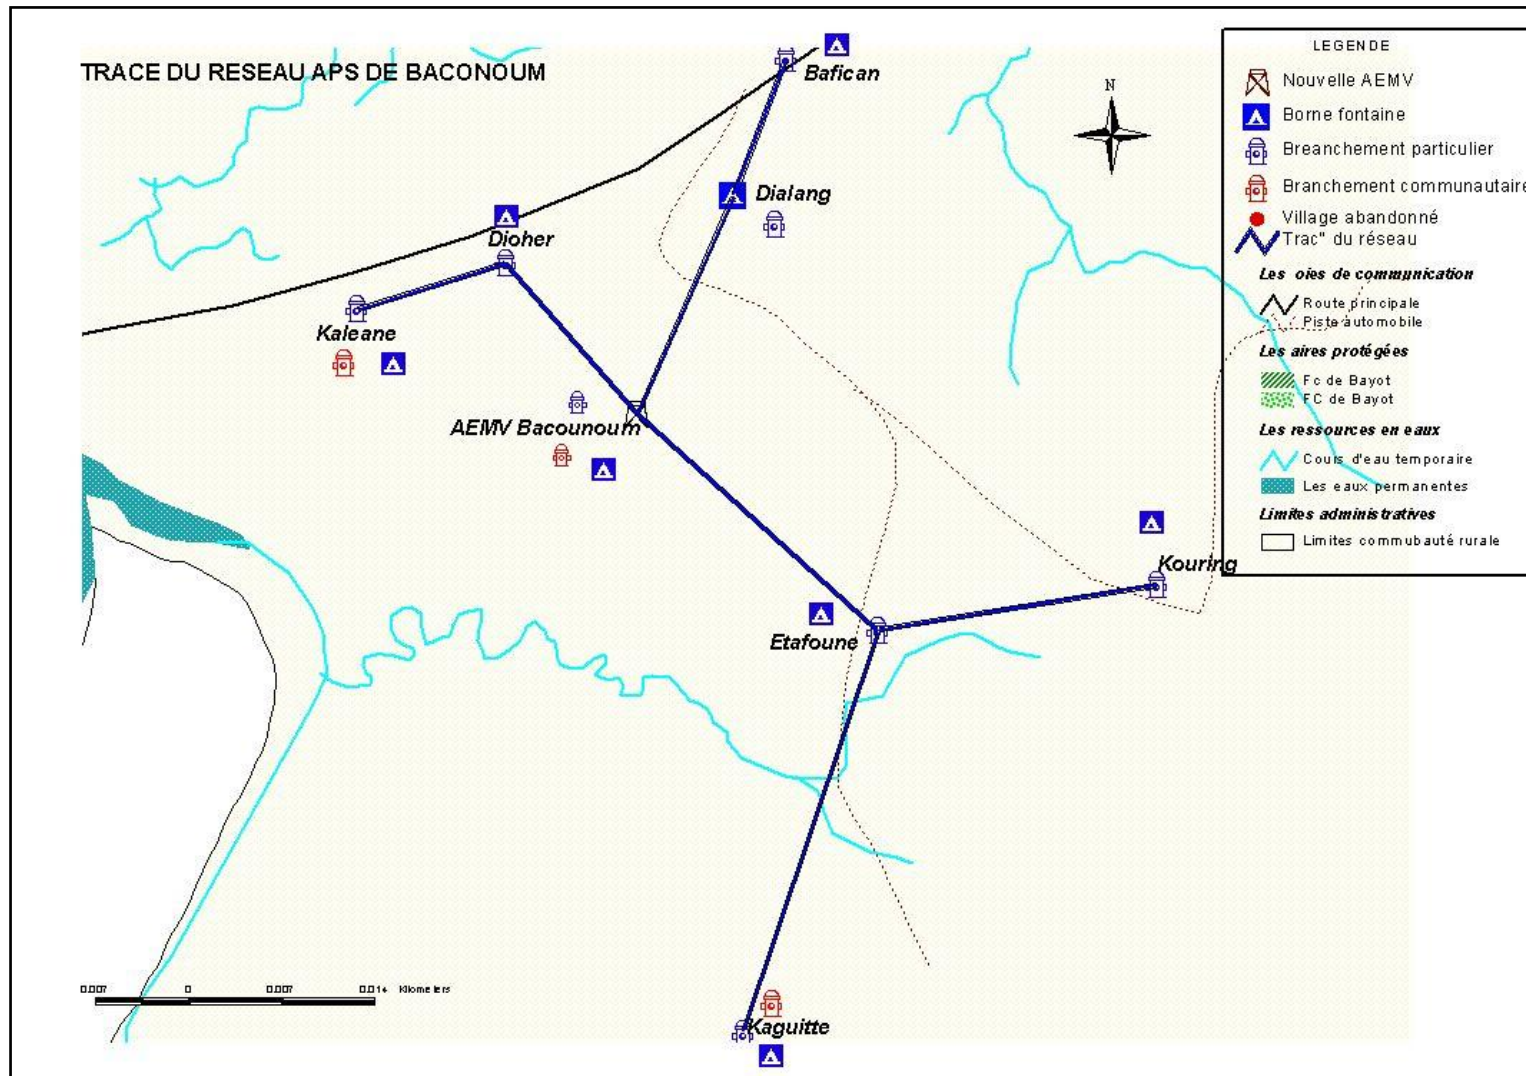 TRACE DU RESEAU APS DE BACONOUM
Bafican
N
Dialang
Dioher
Kaleane
AEMV Bacounoum
Kouring
Etafoune
Kaguitte
0.007 0 0.007 0.014 Kilometers
LEGENDE
Nouvelle AEMV
Borne fontaine
Breanchement particulier
Branchement communautaire
Village abandonné
Trac" du réseau
Les oies de communication
Route principale
Piste automobile
Les aires protégées
Fc de Bayot
FC de Bayot
Les ressources en eaux
Cours d'eau temporaire
Les eaux permanentes
Limites administratives
Limites commubauté rurale